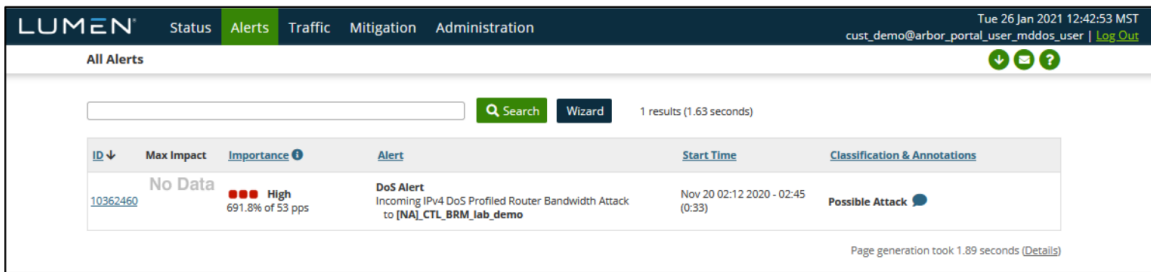 LUMEN®
Status Alerts Traffic Mitigation Administration
Tue 26 Jan 2021 12:42:53 MST
cust_demo@arbor_portal_user_mddos_user | Log Out
All Alerts
Search Wizard 1 results (1.63 seconds)
ID Max Impact Importance Alert Start Time Classification & Annotations
10362460
No Data
High
691.8% of 53 pps
DoS Alert
Incoming IPv4 DoS Profiled Router Bandwidth Attack
to [NA]_CTL_BRM_lab_demo
Nov 20 02:12 2020 - 02:45
(0:33)
Possible Attack
Page generation took 1.89 seconds (Details)